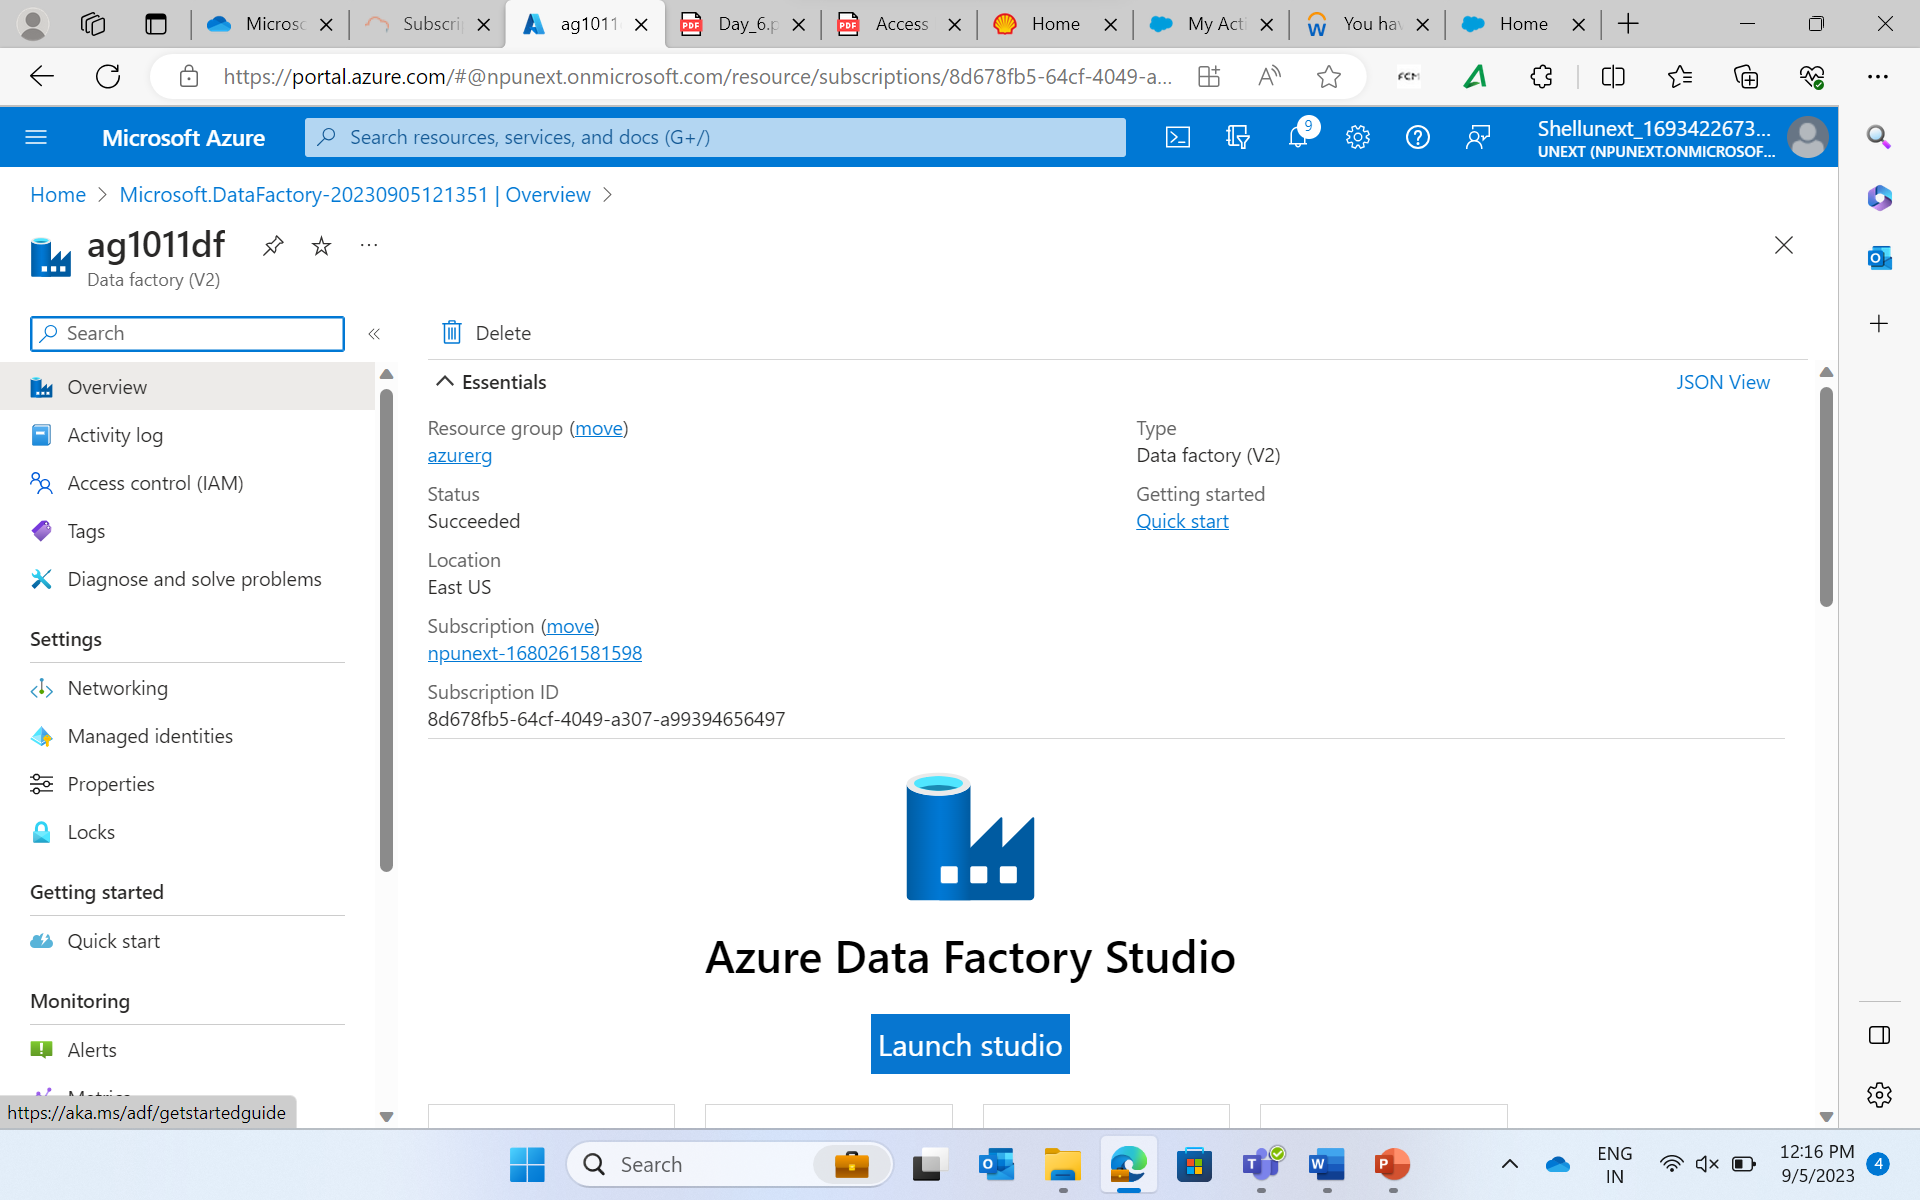 Microso
Subscrip
ag1011
Day_6.p
Access
Home
My Acti
You hav
Home
https://portal.azure.com/#@npunext.onmicrosoft.com/resource/subscriptions/8d678fb5-64cf-4049-a...
FCM
Microsoft Azure
Search resources, services, and docs (G+/)
9
Shellunext_1693422673...
UNEXT (NPUNEXT.ONMICROSOF...
Home > Microsoft.DataFactory-20230905121351 | Overview >
ag1011df
Data factory (V2)
Search
Overview
Activity log
Access control (IAM)
Tags
Diagnose and solve problems
Settings
Networking
Managed identities
Properties
Locks
Getting started
Quick start
Monitoring
Alerts
Metrics
https://aka.ms/adf/getstartedguide
Delete
Essentials
JSON View
Resource group (move)
azurerg
Status
Succeeded
Location
East US
Subscription (move)
npunext-1680261581598
Subscription ID
8d678fb5-64cf-4049-a307-a99394656497
Type
Data factory (V2)
Getting started
Quick start
Azure Data Factory Studio
Launch studio
Search
ENG
IN
12:16 PM
9/5/2023
4